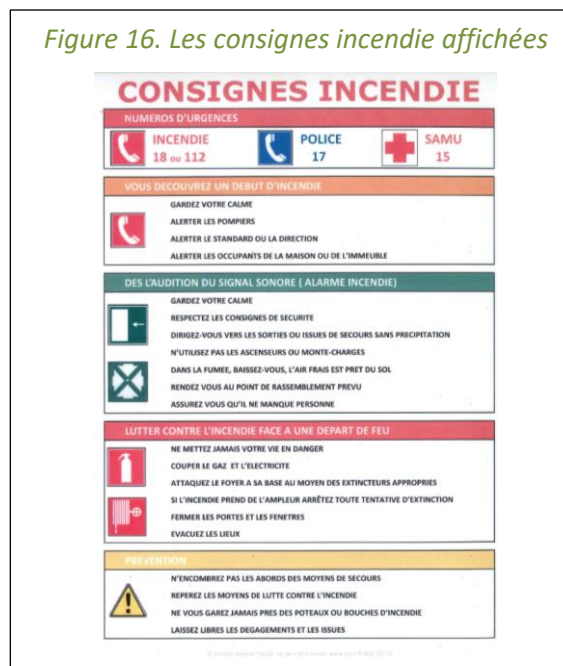 Figure 16. Les consignes incendie affichées
CONSIGNES INCENDIE
NUMEROS D'URGENCES
INCENDIE
18 ou 112
POLICE
17
SAMU
15
VOUS DECOUVREZ UN DEBUT D'INCENDIE
GARDEZ VOTRE CALME
ALERTER LES POMPIERS
ALERTER LE STANDARD OU LA DIRECTION
ALERTER LES OCCUPANTS DE LA MAISON OU DE L'IMMEUBLE
DES L'AUDITION DU SIGNAL SONORE ( ALARME INCENDIE)
GARDEZ VOTRE CALME
RESPECTEZ LES CONSIGNES DE SECURITE
DIRIGEZ-VOUS VERS LES SORTIES OU ISSUES DE SECOURS SANS PRECIPITATION
N'UTILISEZ PAS LES ASCENSEURS OU MONTE-CHARGES
DANS LA FUMEE, BAISSEZ-VOUS, L'AIR FRAIS EST PRET DU SOL
RENDEZ VOUS AU POINT DE RASSEMBLEMENT PREVU
ASSUREZ VOUS QU'IL NE MANQUE PERSONNE
LUTTER CONTRE L'INCENDIE FACE A UNE DEPART DE FEU
NE METTEZ JAMAIS VOTRE VIE EN DANGER
COUPER LE GAZ ET L'ELECTRICITE
ATTAQUEZ LE FOYER A SA BASE AU MOYEN DES EXTINCTEURS APPROPRIES
SI L'INCENDIE PREND DE L'AMPLEUR ARRÊTEZ TOUTE TENTATIVE D'EXTINCTION
FERMER LES PORTES ET LES FENETRES
EVACUEZ LES LIEUX
PREVENTION
N'ENCOMBREZ PAS LES ABORDS DES MOYENS DE SECOURS
REPEREZ LES MOYENS DE LUTTE CONTRE L'INCENDIE
NE VOUS GAREZ JAMAIS PRES DES POTEAUX OU BOUCHES D'INCENDIE
LAISSEZ LIBRES LES DEGAGEMENTS ET LES ISSUES